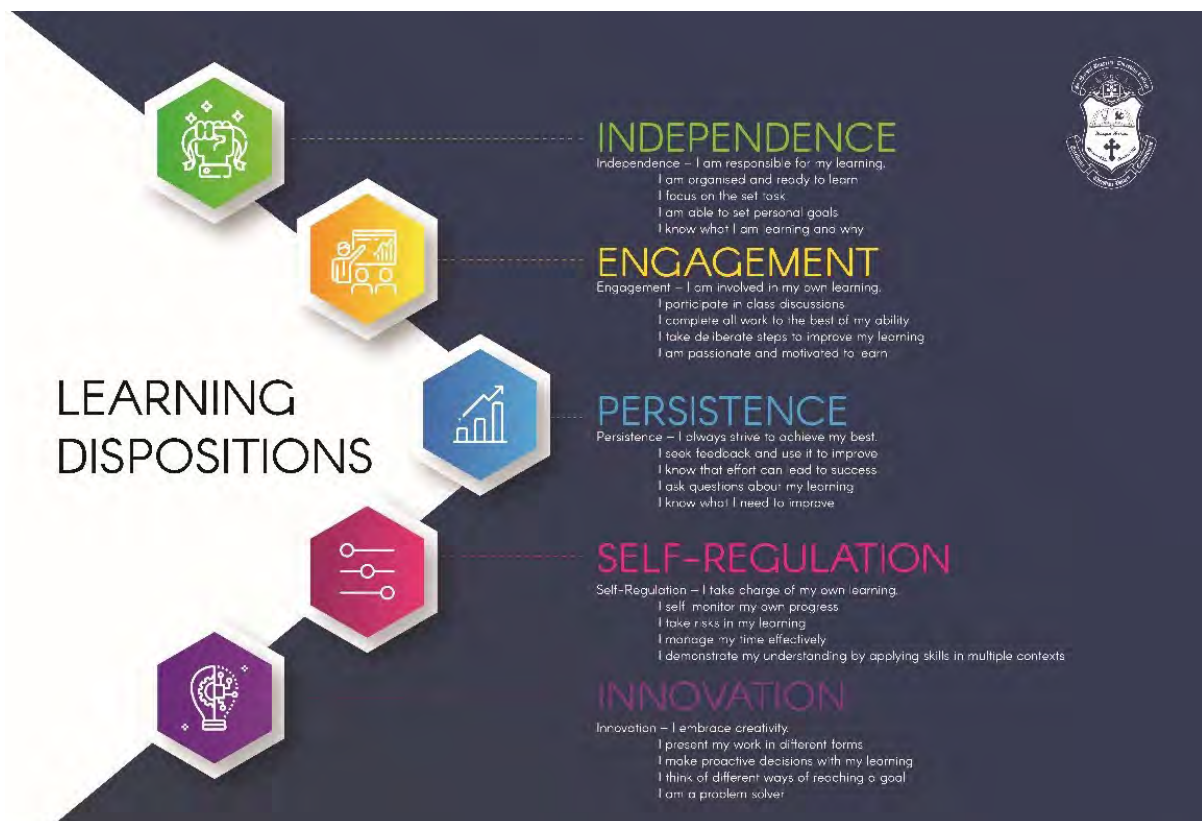 LEARNING
DISPOSITIONS
INDEPENDENCE
Independence – I am responsible for my learning.
I am organised and ready to learn
I focus on the set task
I am able to set personal goals
I know what I am learning and why
ENGAGEMENT
Engagement – I am involved in my own learning.
I participate in class discussions
I complete all work to the best of my ability
I take deliberate steps to improve my learning
I am passionate and motivated to learn
PERSISTENCE
Persistence – I always strive to achieve my best.
I seek feedback and use it to improve
I know that effort can lead to success
I ask questions about my learning
I know what I need to improve
SELF-REGULATION
Self-Regulation – I take charge of my own learning.
I self monitor my own progress
I take risks in my learning
I manage my time effectively
I demonstrate my understanding by applying skills in multiple contexts
INNOVATION
Innovation – I embrace creativity.
I present my work in different forms
I make proactive decisions with my learning
I think of different ways of reaching a goal
I am a problem solver